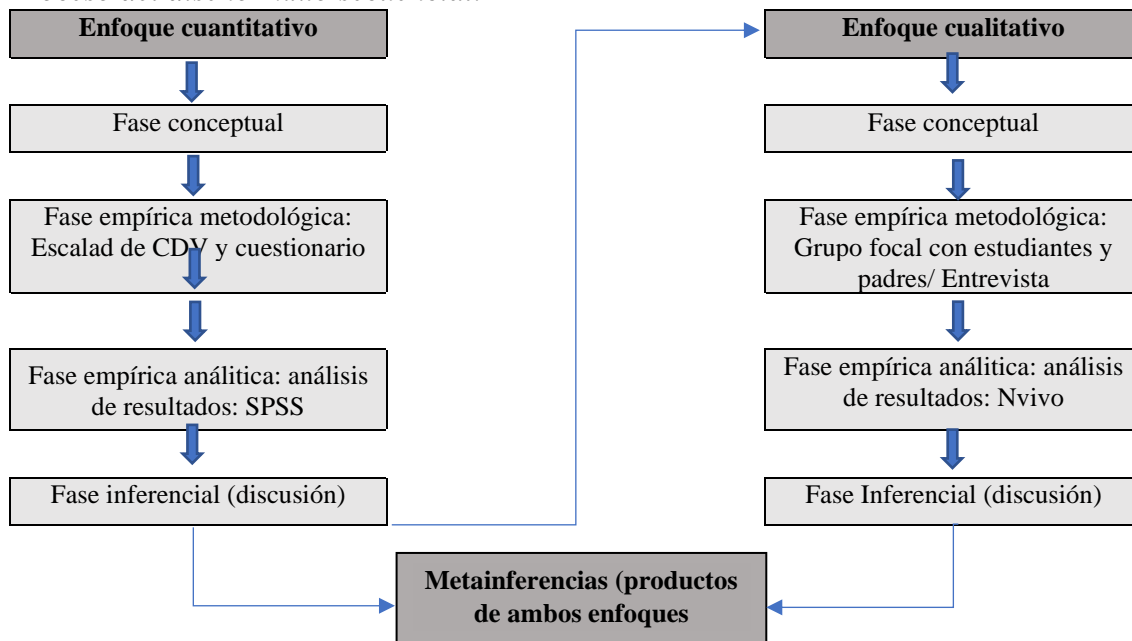 Enfoque cuantitativo
Fase conceptual
Fase empírica metodológica:
Escalad de CDV y cuestionario
Fase empírica análitica: análisis
de resultados: SPSS
Fase inferencial (discusión)
Enfoque cualitativo
Fase conceptual
Fase empírica metodológica:
Grupo focal con estudiantes y
padres/ Entrevista
Fase empírica análitica: análisis
de resultados: Nvivo
Fase Inferencial (discusión)
Metainferencias (productos
de ambos enfoques